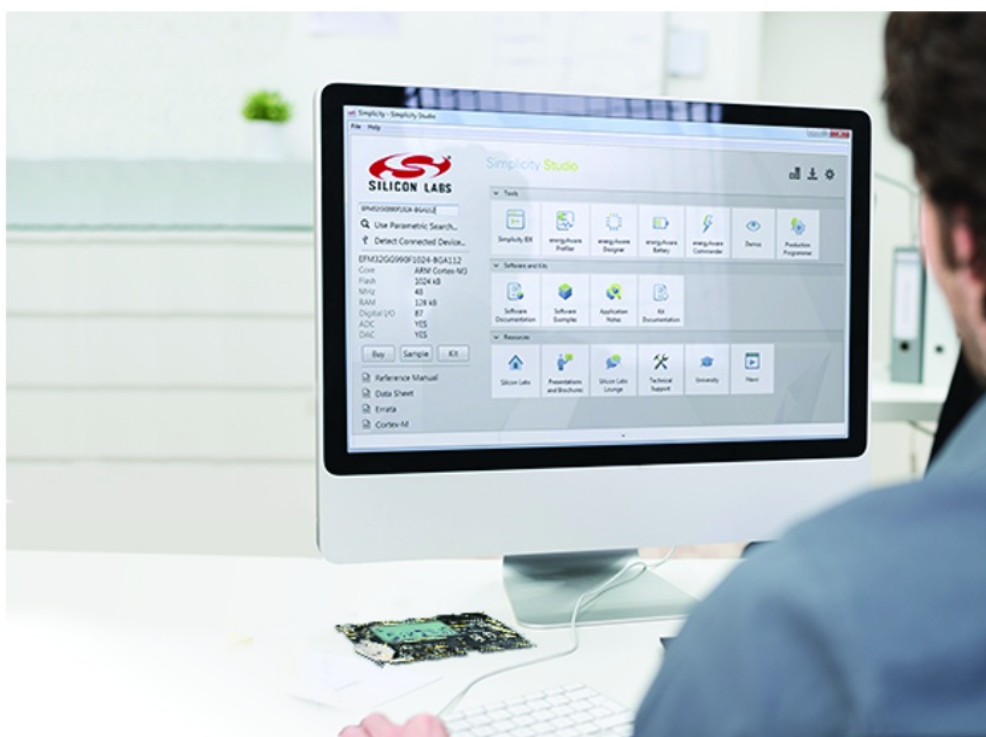 Simplicity - Simplicity Studio
File Help
SILICON LABS
Simplicity Studio
EFM32GG990F1024-BGA112
Use Parametric Search...
Detect Connected Device...
EFM32GG990F1024-BGA112
Core ARM Cortex-M3
Flash 1024 kB
MHz 48
RAM 128 kB
Digital I/O 87
ADC YES
DAC YES
Buy Sample Kit
Reference Manual
Data Sheet
Errata
Cortex-M
Tools
Simplicity IDE
energyAware Profiler
energyAware Designer
energyAware Battery
energyAware Commander
Demos
Production Programmer
Software and Kits
Software Documentation
Software Examples
Application Notes
Kit Documentation
Resources
Silicon Labs
Presentations and Brochures
Silicon Labs Lounge
Technical Support
University